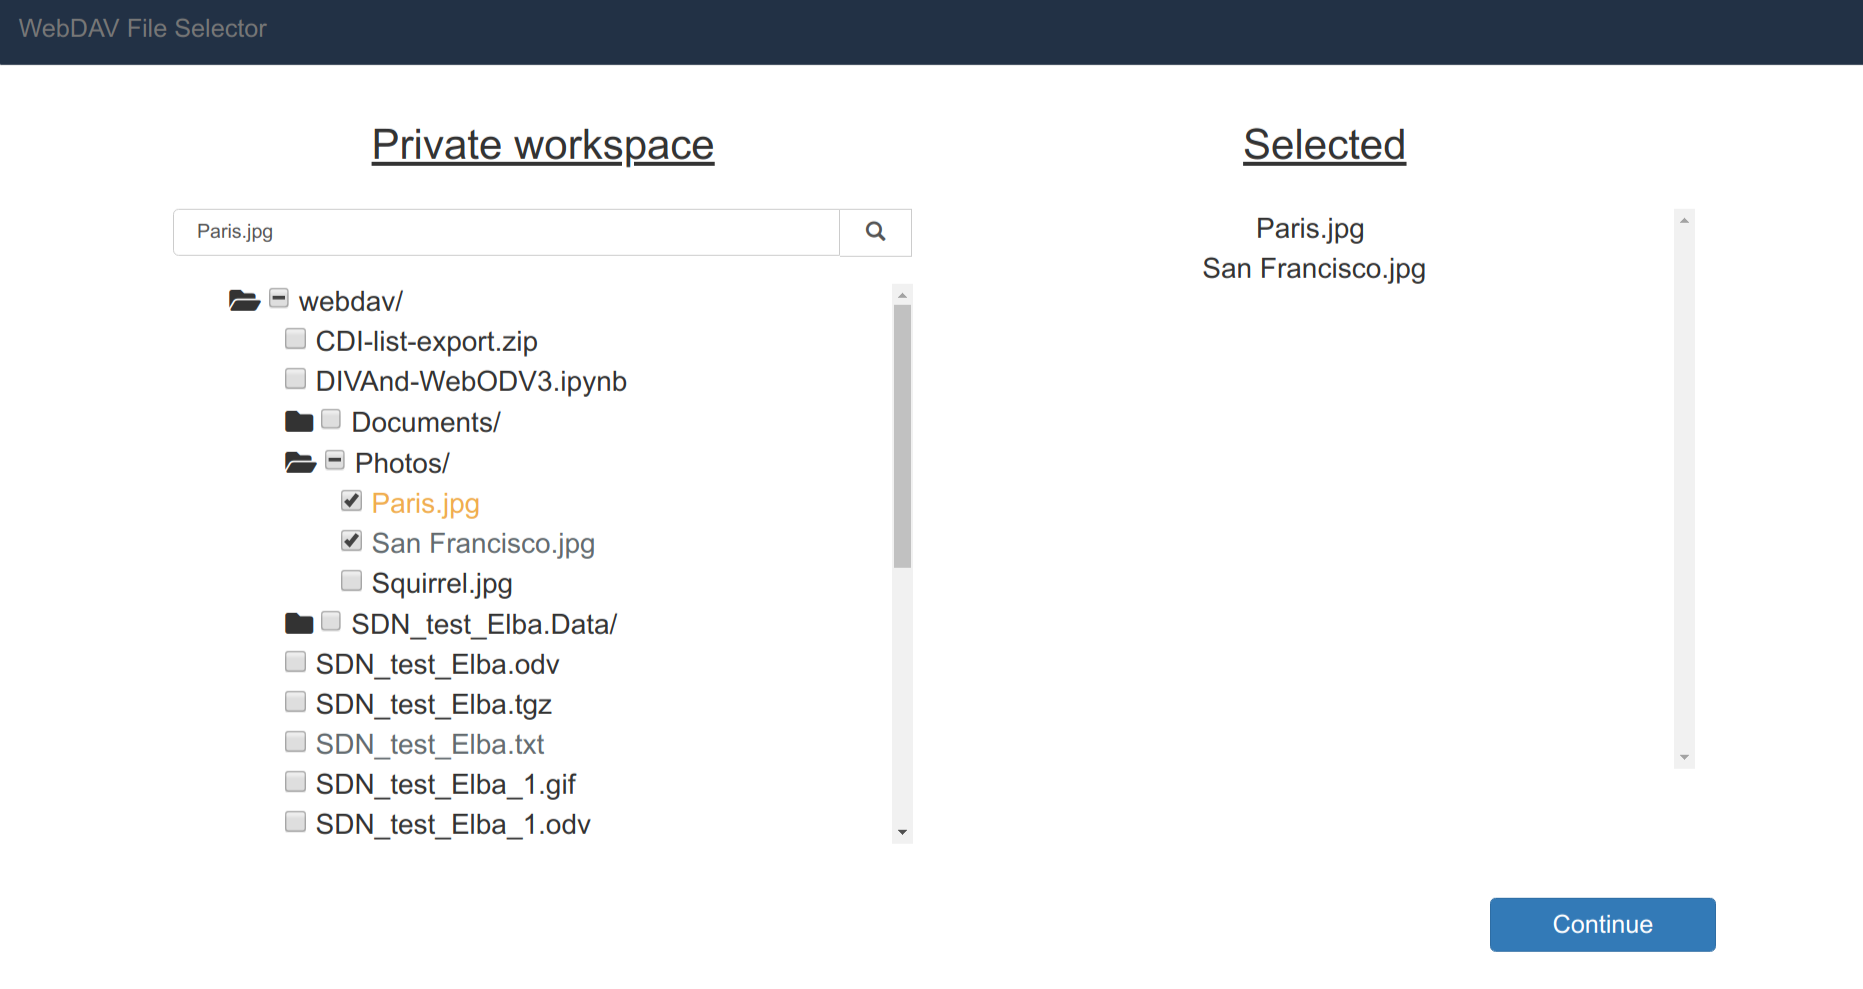 WebDAV File Selector
Private workspace
Paris.jpg
webdav/
CDI-list-export.zip
DIVAnd-WebODV3.ipynb
Documents/
Photos/
Paris.jpg
San Francisco.jpg
Squirrel.jpg
SDN_test_Elba.Data/
SDN_test_Elba.odv
SDN_test_Elba.tgz
SDN_test_Elba.txt
SDN_test_Elba_1.gif
SDN_test_Elba_1.odv
Selected
Paris.jpg
San Francisco.jpg
Continue